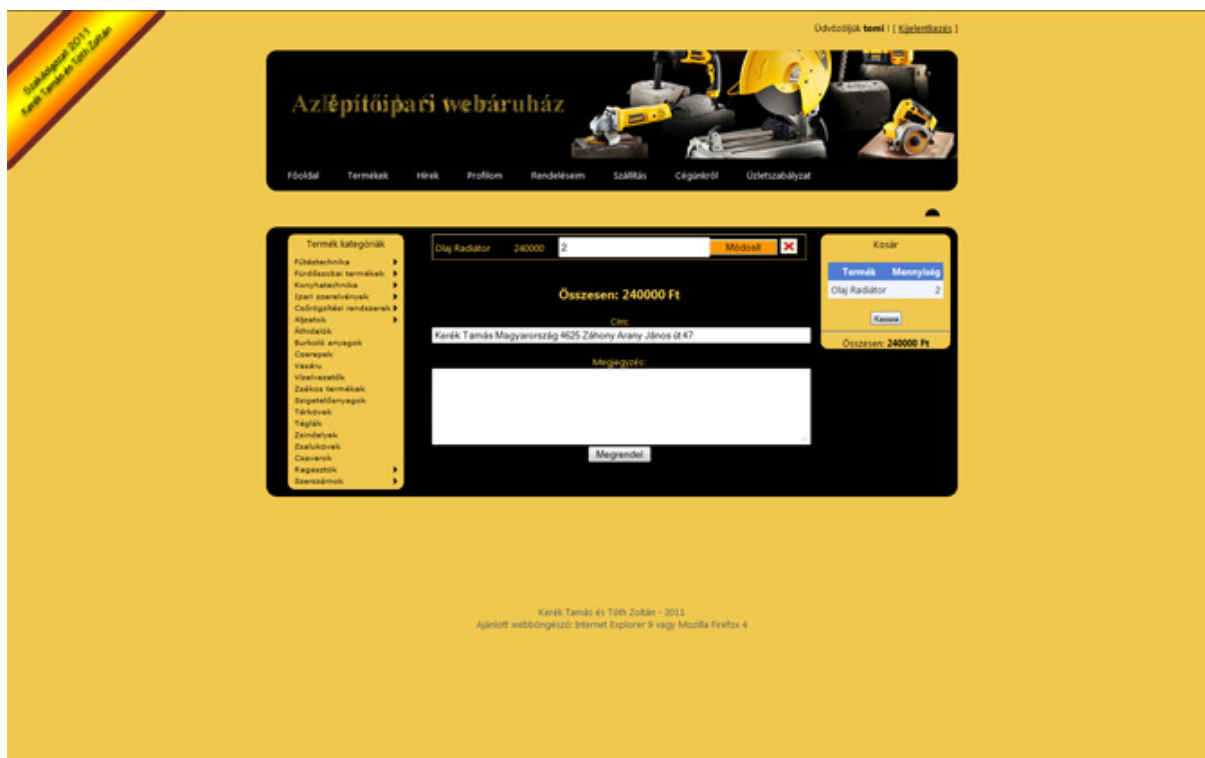 Szakdolgozat 2011
Kerék Tamás és Tóth Zoltán
Üdvözöljük tomi ! [ Kijelentkezés ]
építőipari webáruház
Főoldal Termékek Hírek Profilom Rendeléseim Szállítás Cégünkről Üzletszabályzat
Termék kategóriák
Fűtéstechnika
Fürdőszobai termékek
Konyhatechnika
Ipari szerelvények
Csőrögzítési rendszerek
Aljzatok
Áthidalók
Burkoló anyagok
Cserepek
Vasáru
Vízelvezetők
Zsákos termékek
Szigetelőanyagok
Térkövek
Téglák
Zsindelyek
Zsalukövek
Csavarok
Ragasztók
Szerszámok
Olaj Radiátor 240000 2 Módosít
Összesen: 240000 Ft
Cím:
Kerék Tamás Magyarország 4625 Záhony Arany János út 47.
Megjegyzés:
Megrendel
Kosár
Termék Mennyiség
Olaj Radiátor 2
Kassza
Összesen: 240000 Ft
Kerék Tamás és Tóth Zoltán - 2011
Ajánlott webböngésző: Internet Explorer 9 vagy Mozilla Firefox 4